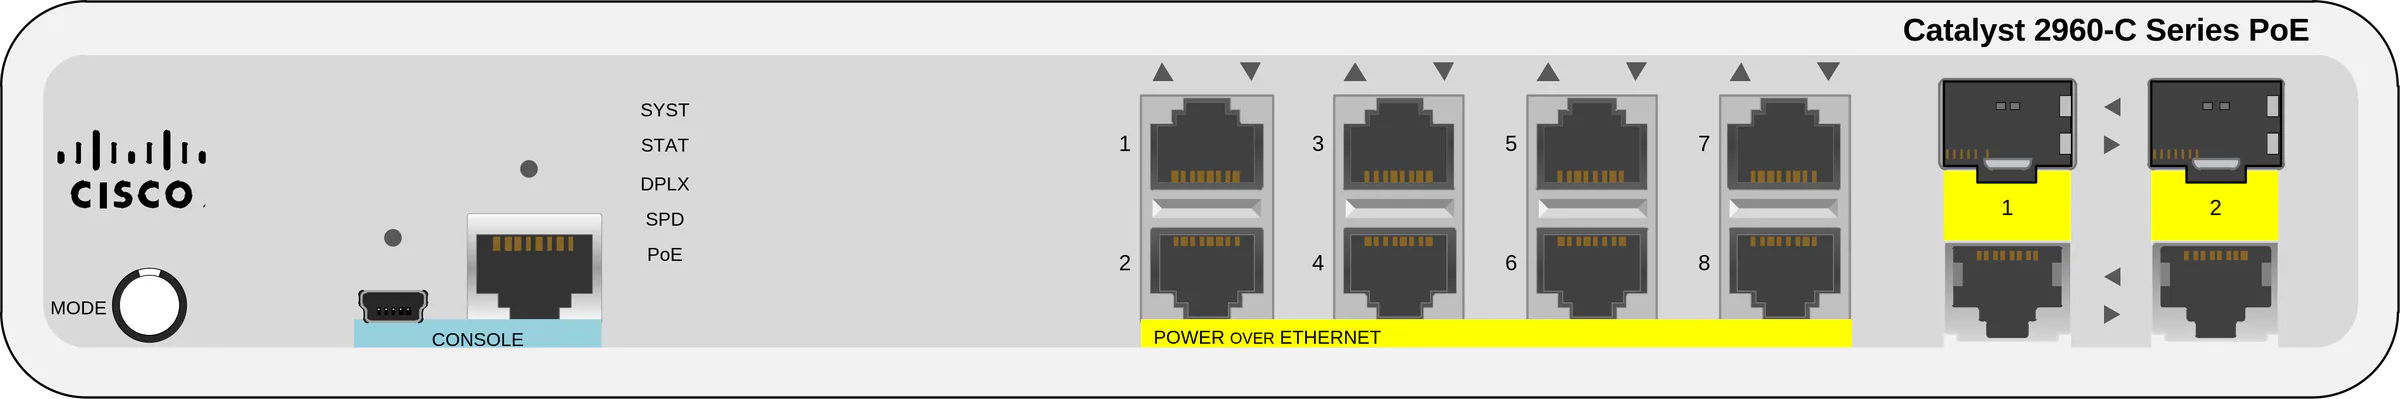 Catalyst 2960-C Series PoE
CISCO
MODE
CONSOLE
SYST
STAT
DPLX
SPD
PoE
1
3
5
7
2
4
6
8
POWER OVER ETHERNET
1
2